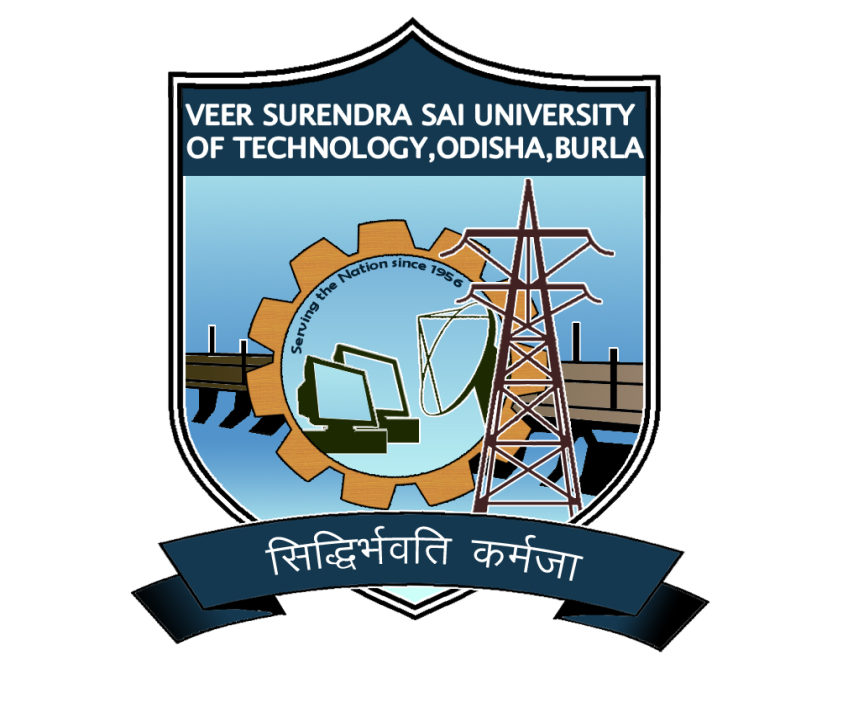 VEER SURENDRA SAI UNIVERSITY
OF TECHNOLOGY,ODISHA,BURLA
Serving the Nation since 1956
सिद्धिर्भवति कर्मजा